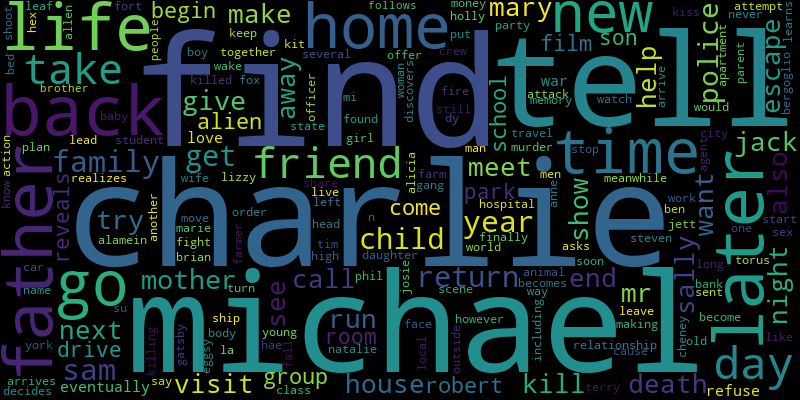 shoot
leaf
hex
life
allen
fort
people
follows
begin
make
boy
together
keep
kit
home
several
holly
money
put
crew
kiss
party
mary
new
never
attempt
film
son
police
apartment
parent
escape
learns
bergoglio
bed
take
back
brother
baby
give
alien
love
killed
fox
wake
away
officer
state
find
mi
found
girl
offer
woman
discovers
fire
still
dy
tell
school
war
attack
memory
help
arrive
watch
would
travel
murder
man
stop
time
city
agent
jack
action
know
plan
lead
student
father
reveals
realizes
family
wife
get
lizzy
friend
share
live
alicia
farm
gang
meet
park
men
anne
meanwhile
show
work
want
also
later
start
sex
one
try
alamein
another
move
marie
fight
brian
charlie
order
farmer
left
head
tim
high
n
daughter
come
child
year
hospital
finally
world
asks
ben
jett
steven
sally
long
torus
night
car
name
su
go
mother
turn
michael
see
call
phil
josie
return
scene
animal
becomes
soon
way
end
mr
leave
making
bank
sent
become
old
cheney
like
york
next
drive
killing
gatsby
ship
body
la
eggsy
hae
young
fall
run
room
natalie
face
local
however
outside
including
relationship
cause
day
arrives
decides
sam
eventually
say
visit
group
class
house
robert
kill
terry
death
refuse